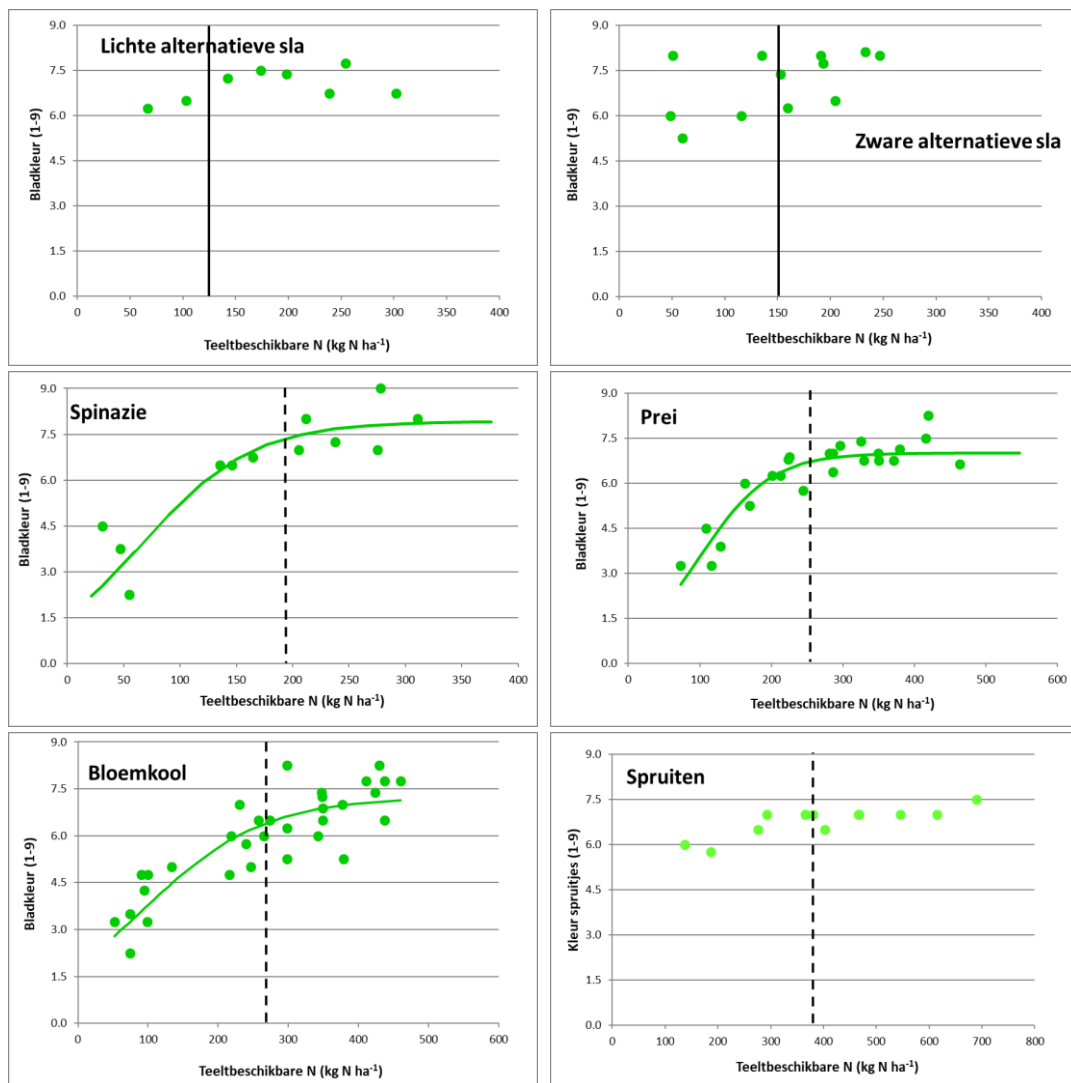 Lichte alternatieve sla
Bladkleur (1-9)
9.0
7.5
6.0
4.5
3.0
1.5
0.0
0 50 100 150 200 250 300 350 400
Teeltbeschikbare N (kg N ha⁻¹)
Zware alternatieve sla
Bladkleur (1-9)
9.0
7.5
6.0
4.5
3.0
1.5
0.0
0 50 100 150 200 250 300 350 400
Teeltbeschikbare N (kg N ha⁻¹)
Spinazie
Bladkleur (1-9)
9.0
7.5
6.0
4.5
3.0
1.5
0.0
0 50 100 150 200 250 300 350 400
Teeltbeschikbare N (kg N ha⁻¹)
Prei
Bladkleur (1-9)
9.0
7.5
6.0
4.5
3.0
1.5
0.0
0 100 200 300 400 500 600
Teeltbeschikbare N (kg N ha⁻¹)
Bloemkool
Bladkleur (1-9)
9.0
7.5
6.0
4.5
3.0
1.5
0.0
0 100 200 300 400 500 600
Teeltbeschikbare N (kg N ha⁻¹)
Spruiten
Kleur spruitjes (1-9)
9.0
7.5
6.0
4.5
3.0
1.5
0.0
0 100 200 300 400 500 600 700 800
Teeltbeschikbare N (kg N ha⁻¹)